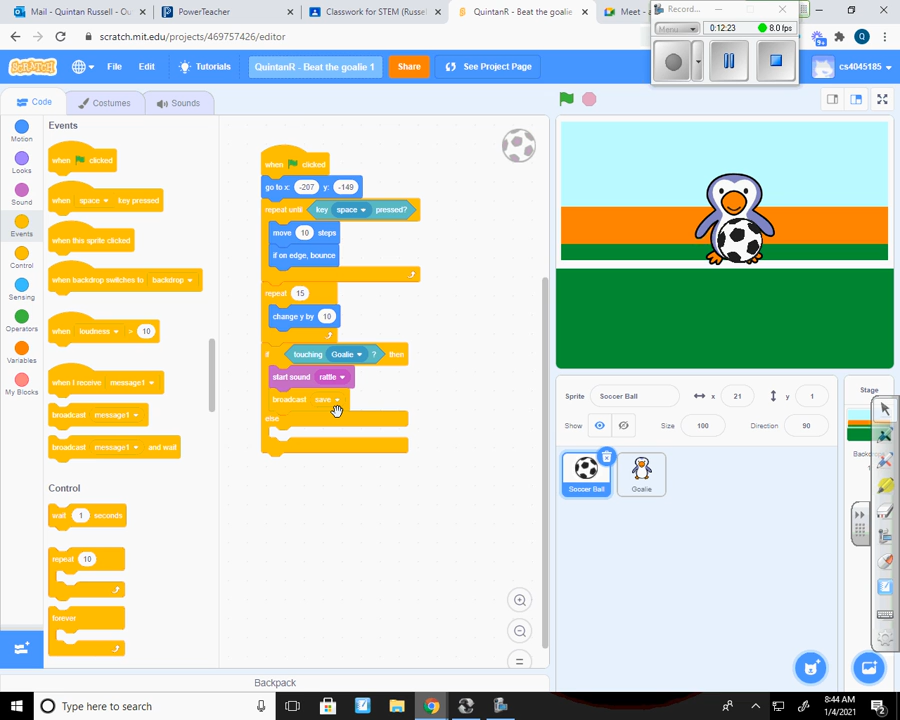 Mail - Quintan Russell - Ou
PowerTeacher
Classwork for STEM (Russel
QuintanR - Beat the goalie
Meet -
Record...
Menu
0:12:23
8.0 fps
scratch.mit.edu/projects/469757426/editor
SCRATCH
File
Edit
Tutorials
QuintanR - Beat the goalie 1
Share
See Project Page
cs4045185
Code
Costumes
Sounds
Motion
Looks
Sound
Events
Control
Sensing
Operators
Variables
My Blocks
Events
when clicked
when space key pressed
when this sprite clicked
when backdrop switches to backdrop
when loudness > 10
when I receive message1
broadcast message1
broadcast message1 and wait
Control
wait 1 seconds
repeat 10
forever
when clicked
go to x: -207 y: -149
repeat until key space pressed?
move 10 steps
if on edge, bounce
repeat 15
change y by 10
if touching Goalie ? then
start sound rattle
broadcast save
else
Sprite
Soccer Ball
x 21
y 1
Show
Size 100
Direction 90
Stage
Soccer Ball
Goalie
Backpack
Type here to search
8:44 AM
1/4/2021
2